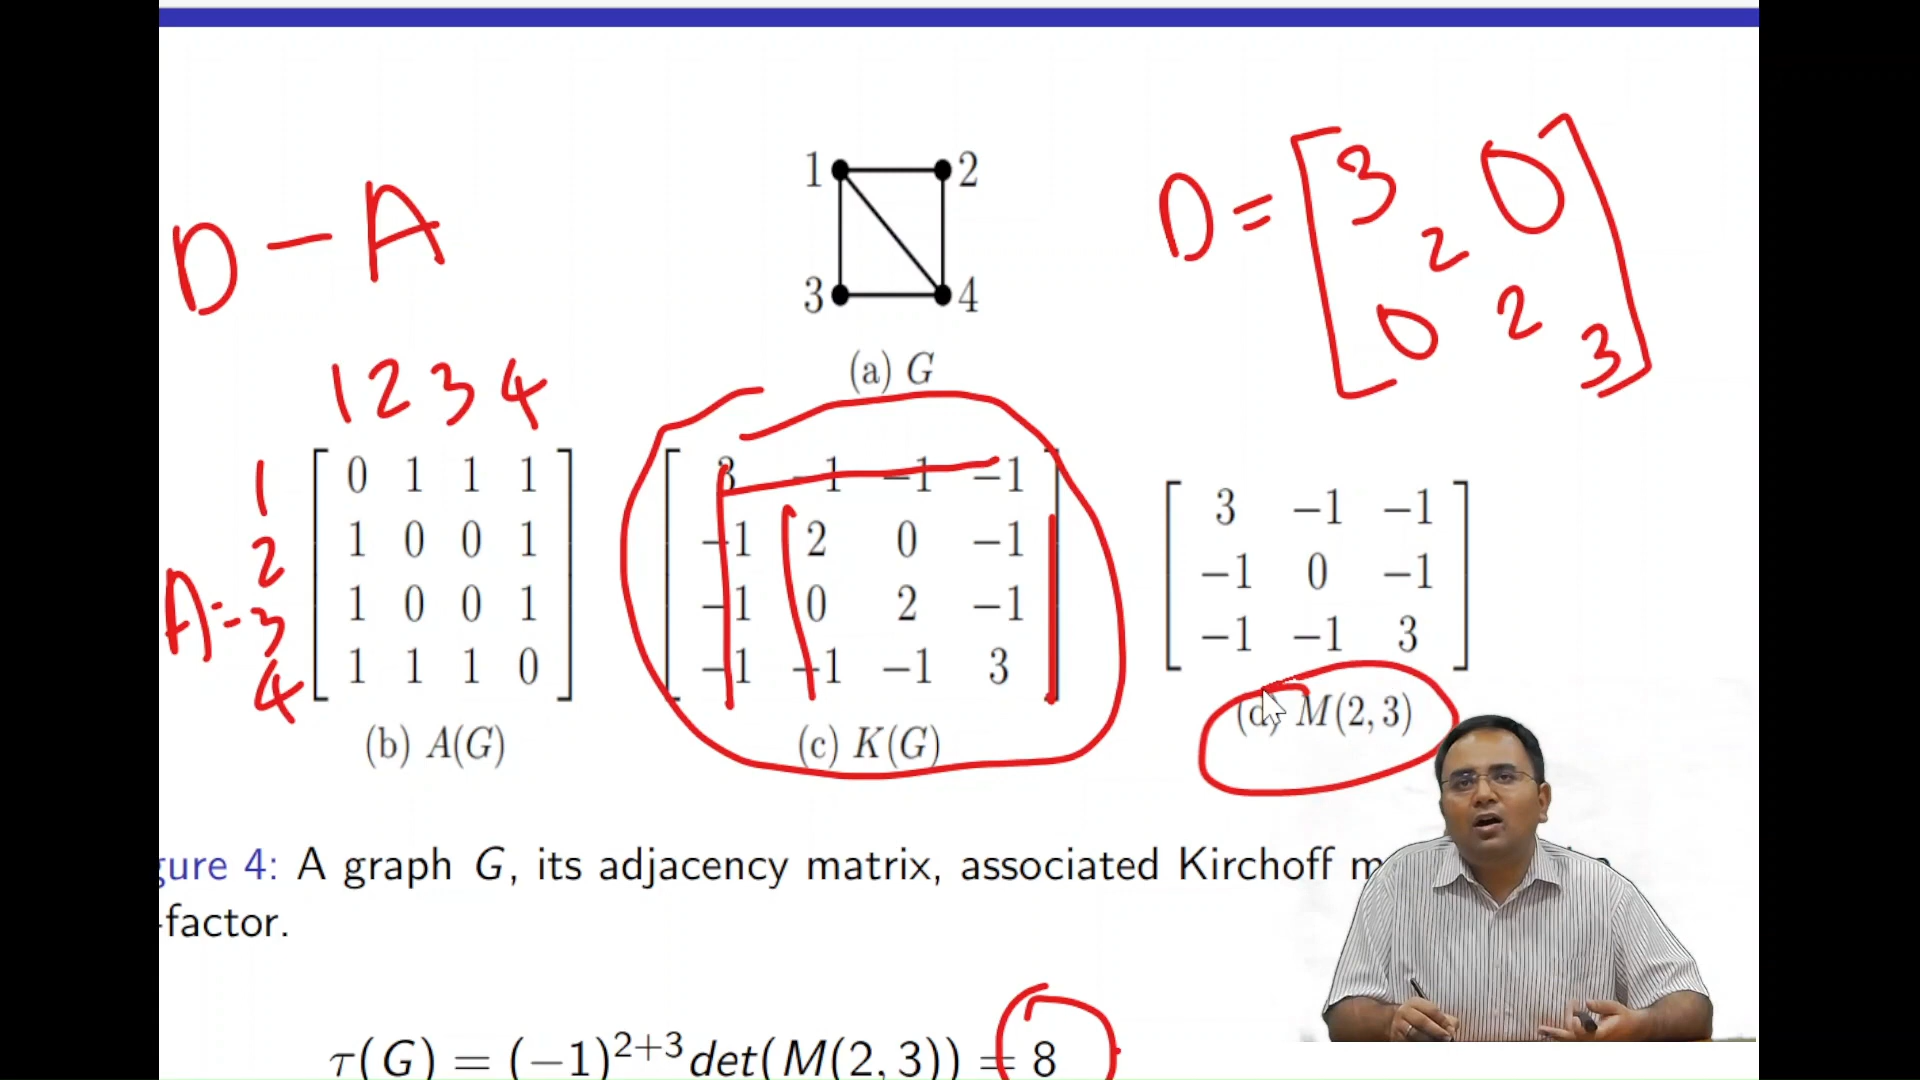 1 2
3 4
(a) G
D − A
D = [ 3 0
2
0 2
3 ]
1 2 3 4
1 [ 0 1 1 1 ]
2 [ 1 0 0 1 ]
A = 3 [ 1 0 0 1 ]
4 [ 1 1 1 0 ]
(b) A(G)
[ 3 −1 −1 −1 ]
[ −1 2 0 −1 ]
[ −1 0 2 −1 ]
[ −1 −1 −1 3 ]
(c) K(G)
[ 3 −1 −1 ]
[ −1 0 −1 ]
[ −1 −1 3 ]
(d) M(2, 3)
gure 4: A graph G, its adjacency matrix, associated Kirchoff
-factor.
τ(G) = (−1)^{2+3} det(M(2, 3)) = 8